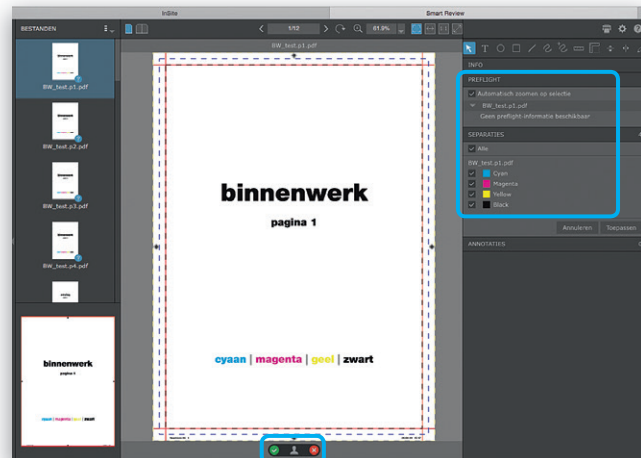 InSite
Smart Review
BESTANDEN
1/12
61.9%
BW_test.p1.pdf
INFO
PREFLIGHT
Automatisch zoomen op selectie
BW_test.p3.pdf
Geen preflight-informatie beschikbaar
SEPARATIES
Alle
BW_test.p1.pdf
Cyan
Magenta
Yellow
Black
Annuleren
Toepassen
ANNOTATIES
BW_test.p1.pdf
BW_test.p2.pdf
BW_test.p3.pdf
BW_test.p4.pdf
binnenwerk
pagina 1
cyaan | magenta | geel | zwart
binnenwerk
pagina 1